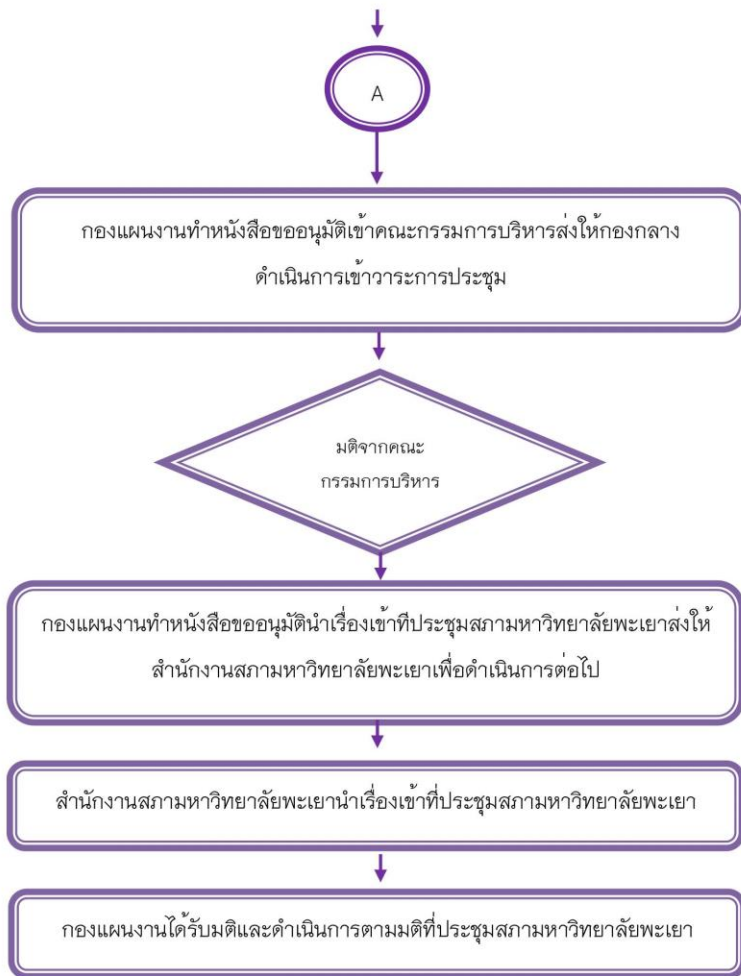 A
กองแผนงานทำหนังสือขออนุมัติเข้าคณะกรรมการบริหารส่งให้กองกลาง
ดำเนินการเข้าวาระการประชุม
มติจากคณะ
กรรมการบริหาร
กองแผนงานทำหนังสือขออนุมัตินำเรื่องเข้าที่ประชุมสภามหาวิทยาลัยพะเยาส่งให้
สำนักงานสภามหาวิทยาลัยพะเยาเพื่อดำเนินการต่อไป
สำนักงานสภามหาวิทยาลัยพะเยานำเรื่องเข้าที่ประชุมสภามหาวิทยาลัยพะเยา
กองแผนงานได้รับมติและดำเนินการตามมติที่ประชุมสภามหาวิทยาลัยพะเยา